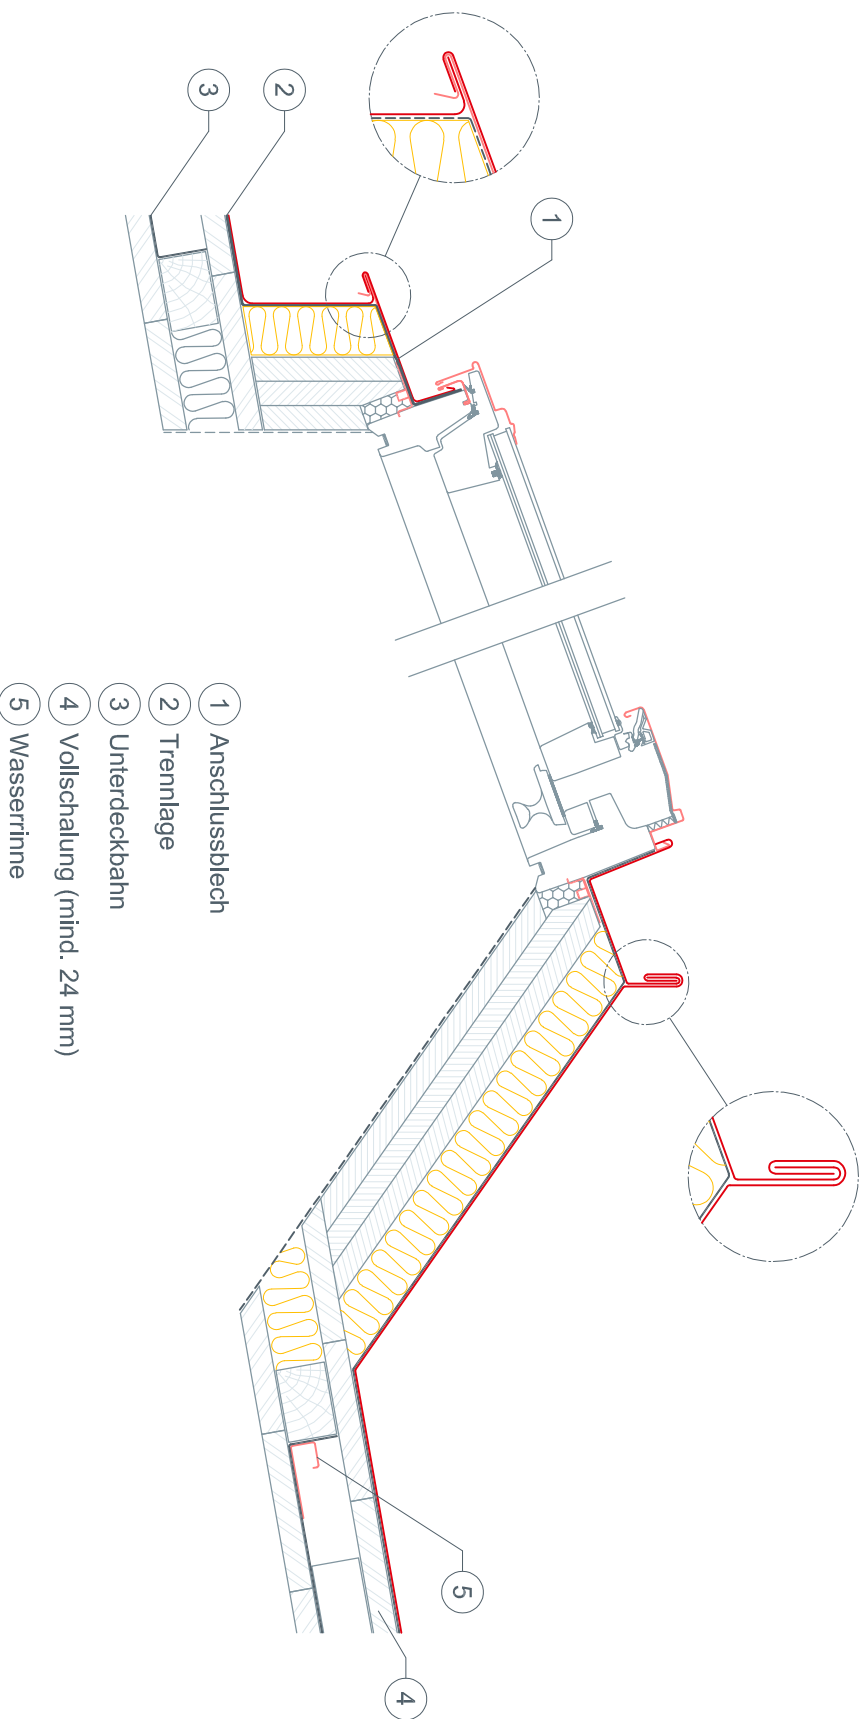 3
2
1
5
4
1 Anschlussblech
2 Trennlage
3 Unterdeckbahn
4 Vollschalung (mind. 24 mm)
5 Wasserrinne